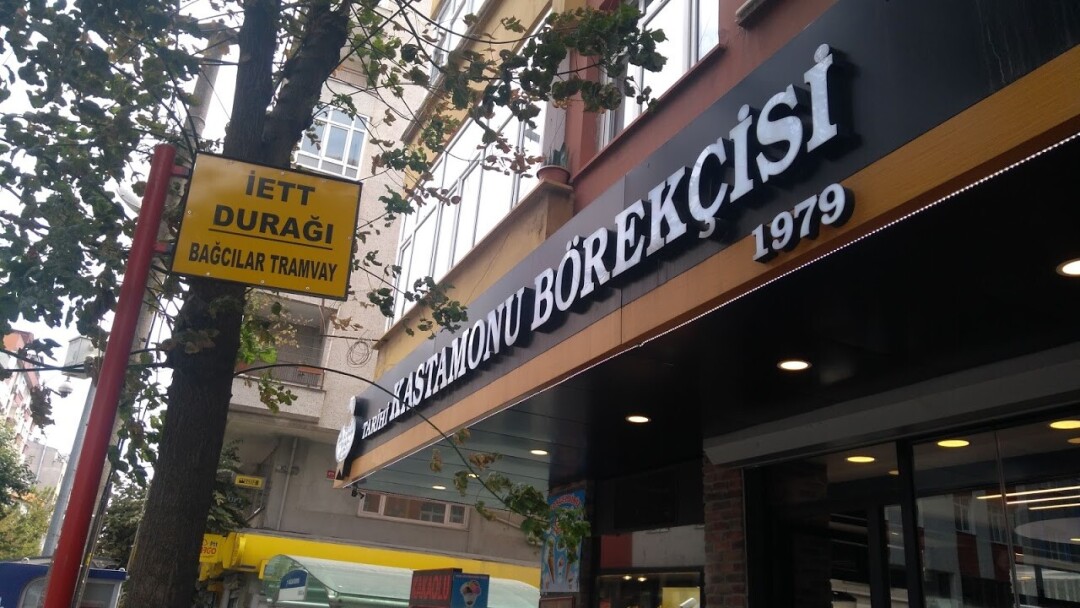 İETT
DURAĞI
BAĞCILAR TRAMVAY
TARİHİ KASTAMONU BÖREKÇİSİ
1979